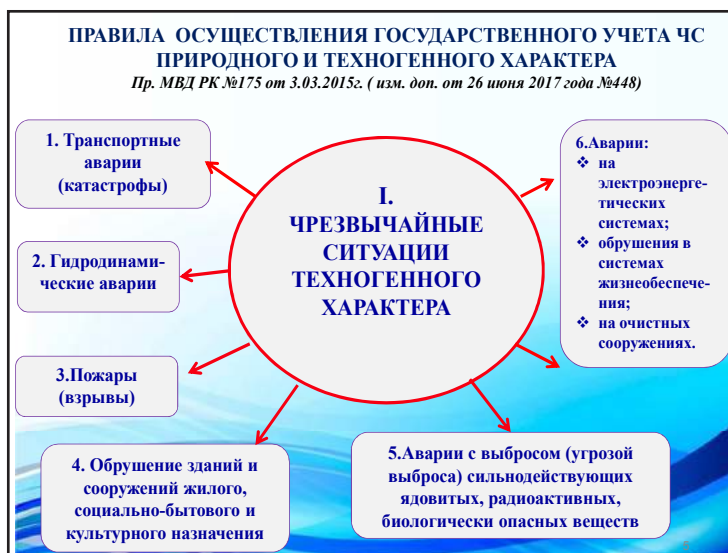 ПРАВИЛА ОСУЩЕСТВЛЕНИЯ ГОСУДАРСТВЕННОГО УЧЕТА ЧС
ПРИРОДНОГО И ТЕХНОГЕННОГО ХАРАКТЕРА
Пр. МВД РК №175 от 3.03.2015г. ( изм. доп. от 26 июня 2017 года №448)
1. Транспортные
аварии
(катастрофы)
2. Гидродинами-
ческие аварии
3.Пожары
(взрывы)
4. Обрушение зданий и
сооружений жилого,
социально-бытового и
культурного назначения
I.
ЧРЕЗВЫЧАЙНЫЕ
СИТУАЦИИ
ТЕХНОГЕННОГО
ХАРАКТЕРА
5.Аварии с выбросом (угрозой
выброса) сильнодействующих
ядовитых, радиоактивных,
биологически опасных веществ
6.Аварии:
❖ на
электроэнерге-
тических
системах;
❖ обрушения в
системах
жизнеобеспече-
ния;
❖ на очистных
сооружениях.